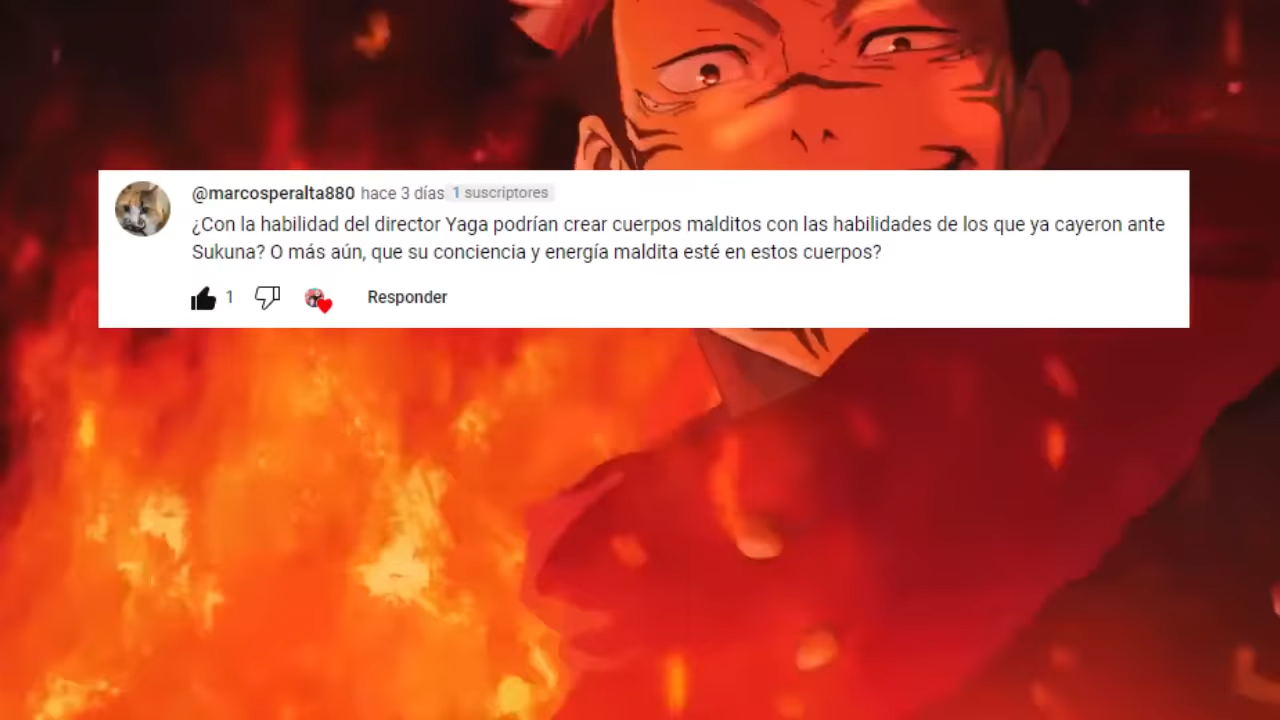 @marcosperalta880 hace 3 días 1 suscriptores
¿Con la habilidad del director Yaga podrían crear cuerpos malditos con las habilidades de los que ya cayeron ante
Sukuna? O más aún, que su conciencia y energía maldita esté en estos cuerpos?
1 Responder